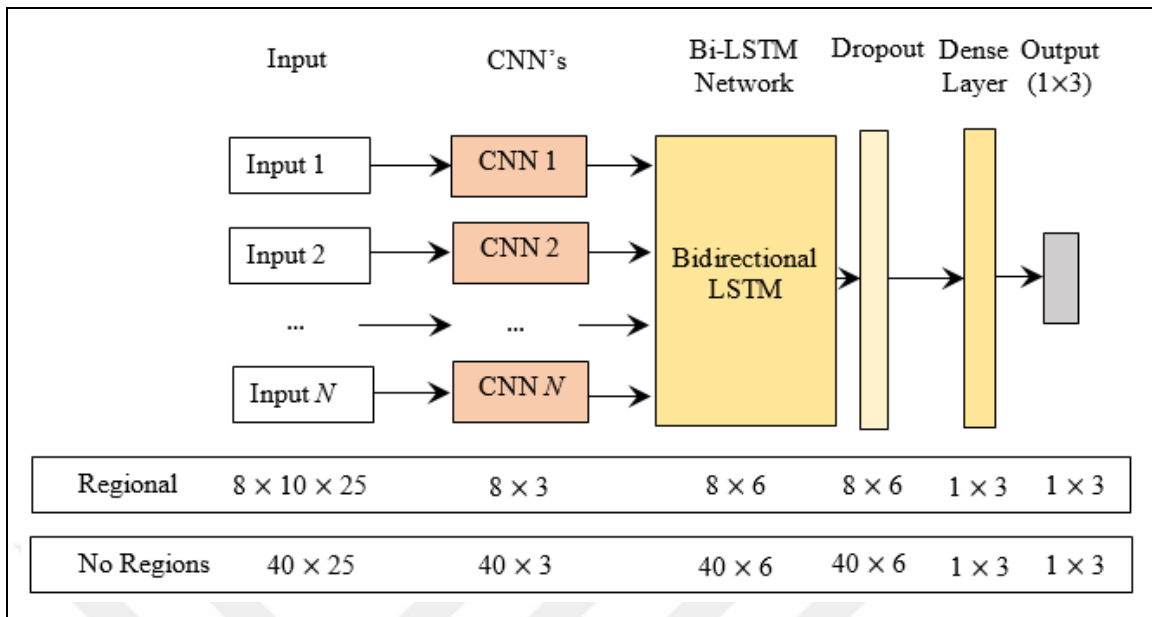 Input CNN's Bi-LSTM Dropout Dense Output
Network Layer (1×3)
Input 1 CNN 1
Input 2 CNN 2
Bidirectional
LSTM
... ...
Input N CNN N
Regional 8 × 10 × 25 8 × 3 8 × 6 8 × 6 1 × 3 1 × 3
No Regions 40 × 25 40 × 3 40 × 6 40 × 6 1 × 3 1 × 3